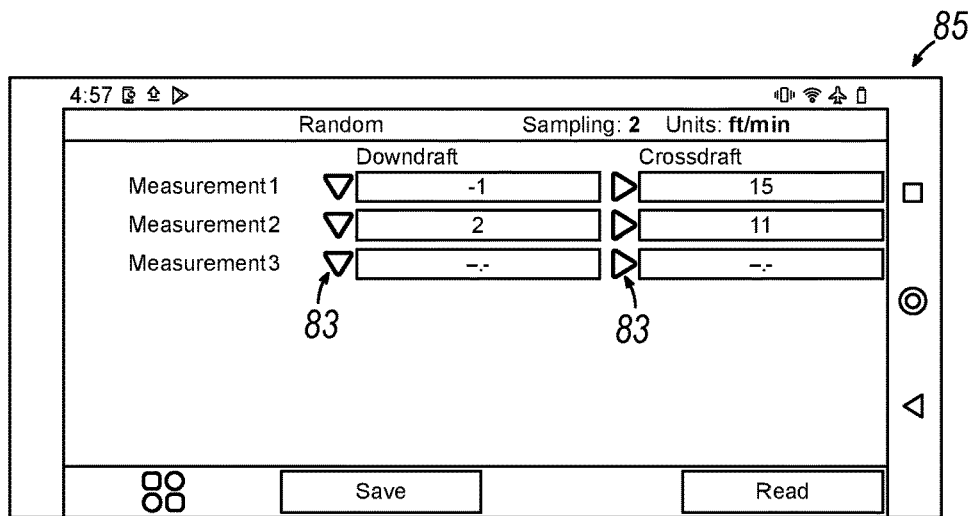 85
4:57
Random Sampling: 2 Units: ft/min
Downdraft Crossdraft
Measurement1 -1 15
Measurement2 2 11
Measurement3 –.- –.-
83 83
Save Read